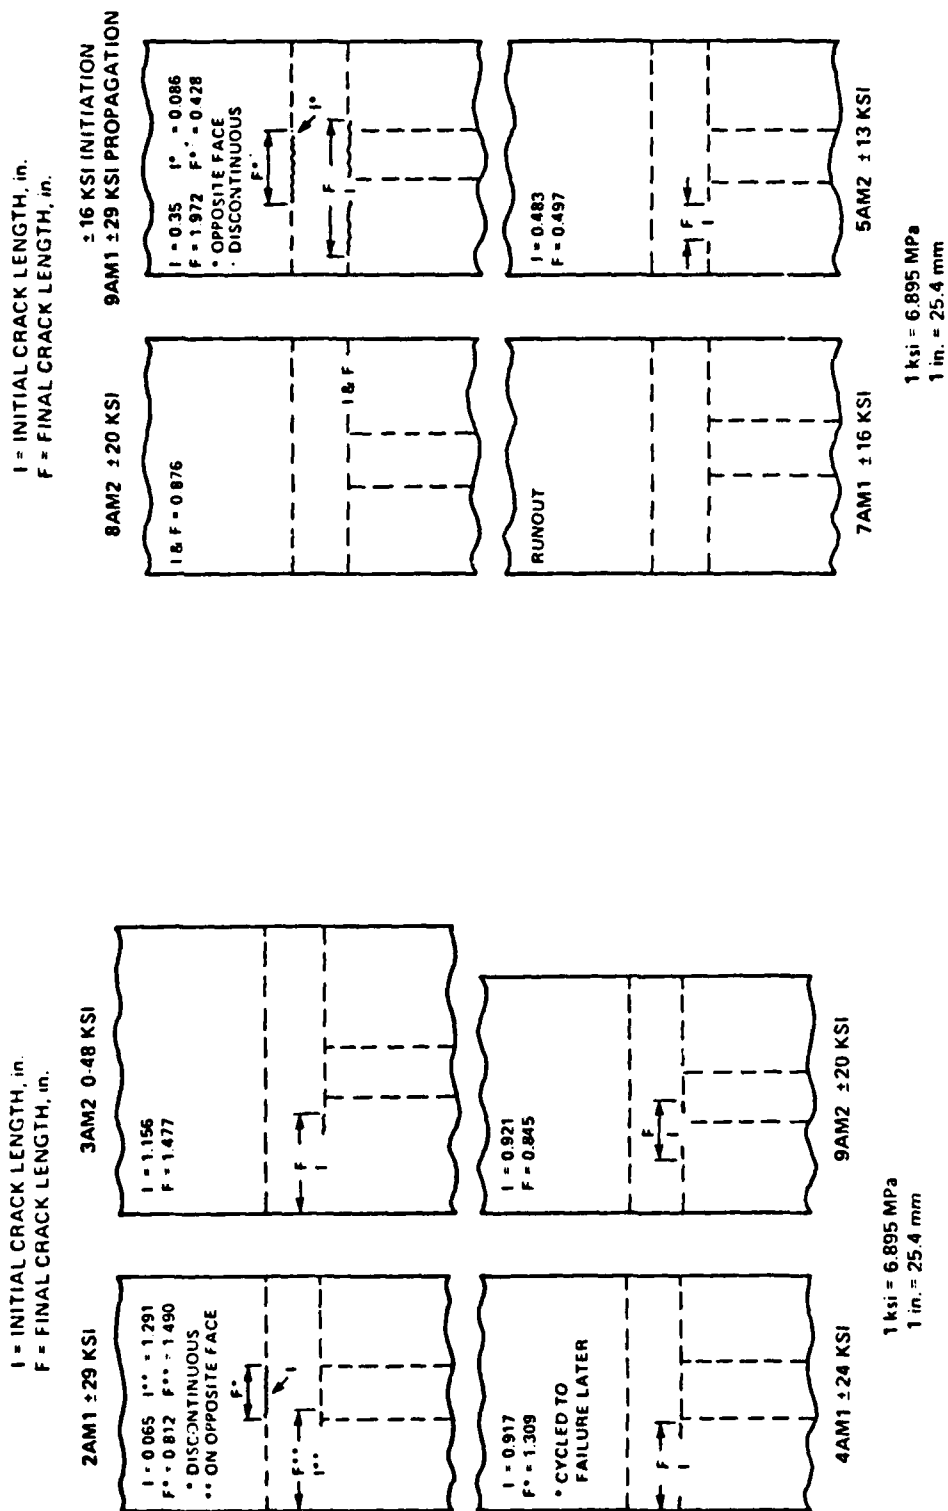 I = INITIAL CRACK LENGTH, in.
F = FINAL CRACK LENGTH, in.
2AM1 ±29 KSI
I = 0.065 I** = 1.291
F* = 0.812 F** = 1.490
* DISCONTINUOUS
** ON OPPOSITE FACE
F*
I
F**
I**
3AM2 0-48 KSI
I = 1.156
F = 1.477
F
I
I = 0.917
F* = 1.309
* CYCLED TO
FAILURE LATER
F
I
4AM1 ±24 KSI
I = 0.921
F = 0.845
F
I
9AM2 ±20 KSI
1 ksi = 6.895 MPa
1 in. = 25.4 mm
I = INITIAL CRACK LENGTH, in.
F = FINAL CRACK LENGTH, in.
8AM2 ±20 KSI
I & F = 0.876
I & F
±16 KSI INITIATION
9AM1 ±29 KSI PROPAGATION
I = 0.35 I* = 0.086
F = 1.972 F* = 0.428
* OPPOSITE FACE
· DISCONTINUOUS
F*
I*
F
I
RUNOUT
7AM1 ±16 KSI
I = 0.483
F = 0.497
F
I
5AM2 ±13 KSI
1 ksi = 6.895 MPa
1 in. = 25.4 mm